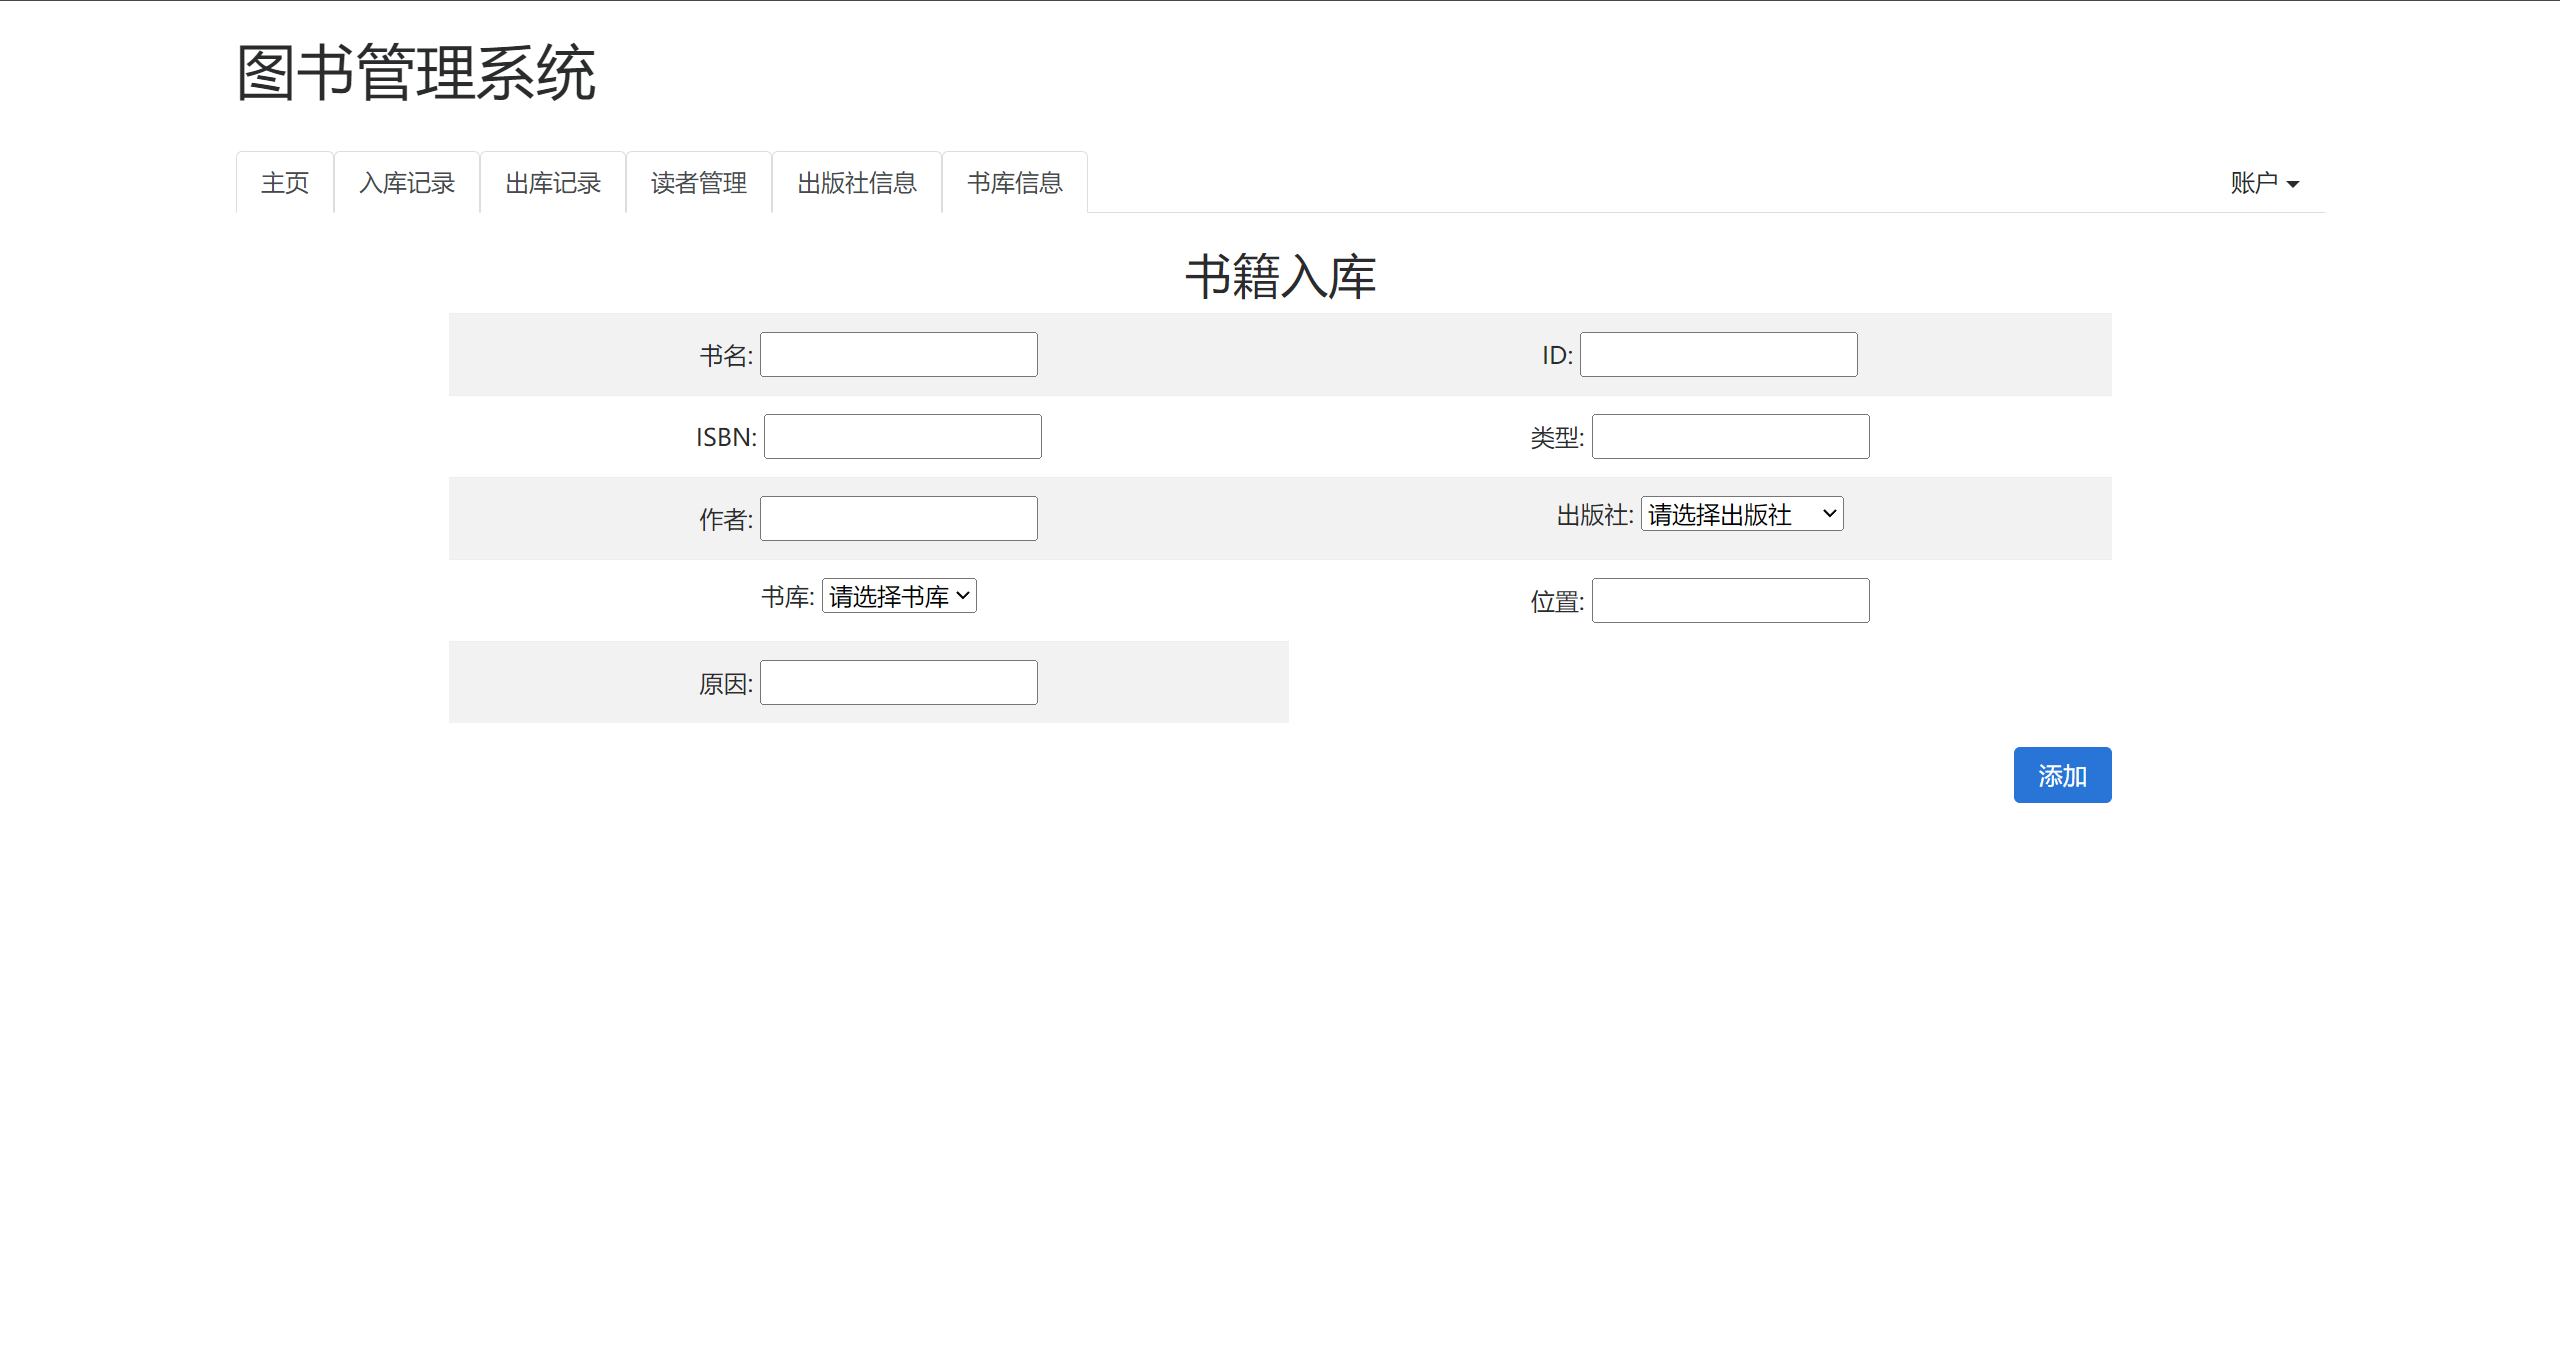 图书管理系统
主页 入库记录 出库记录 读者管理 出版社信息 书库信息 账户
书籍入库
书名: ID:
ISBN: 类型:
作者: 出版社: 请选择出版社
书库: 请选择书库 位置:
原因:
添加